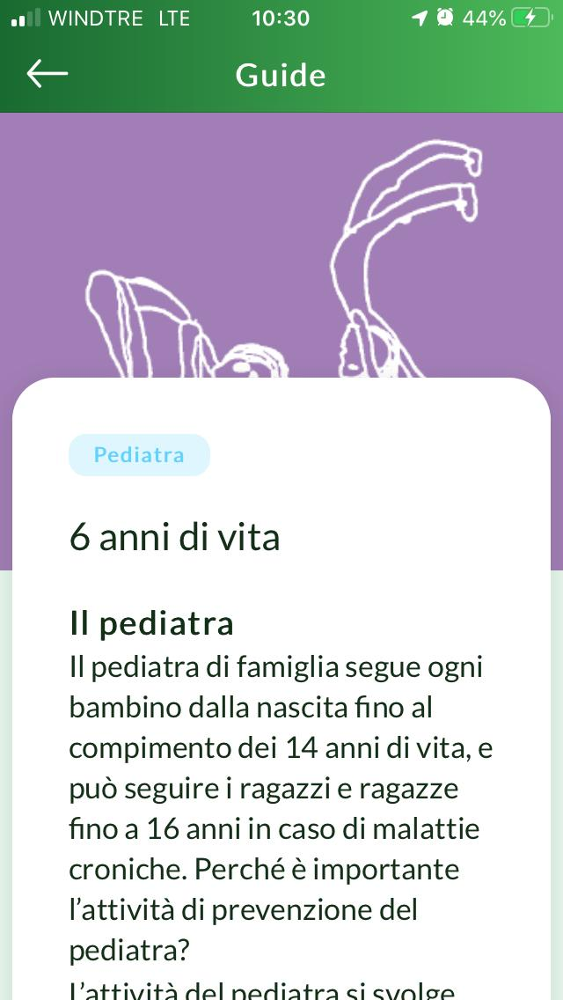 WINDTRE LTE 10:30 44%
Guide
Pediatra
6 anni di vita
Il pediatra
Il pediatra di famiglia segue ogni
bambino dalla nascita fino al
compimento dei 14 anni di vita, e
può seguire i ragazzi e ragazze
fino a 16 anni in caso di malattie
croniche. Perché è importante
l’attività di prevenzione del
pediatra?
L’attività del pediatra si svolge